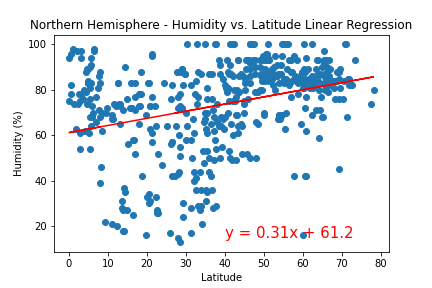 Northern Hemisphere - Humidity vs. Latitude Linear Regression
100
80
60
40
20
Humidity (%)
y = 0.31x + 61.2
0 10 20 30 40 50 60 70 80
Latitude